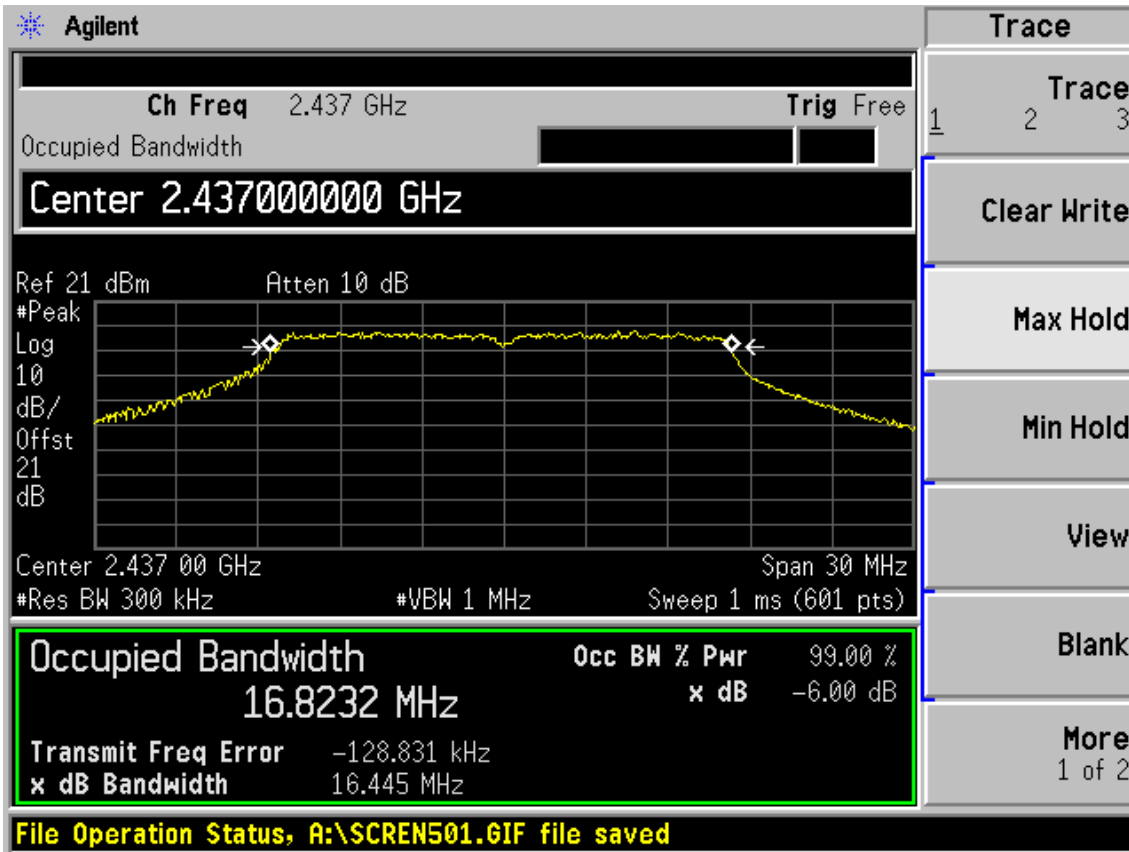 Agilent
Trace
Ch Freq 2.437 GHz Trig Free
Occupied Bandwidth
Center 2.437000000 GHz
Ref 21 dBm Atten 10 dB
#Peak
Log
10
dB/
Offst
21
dB
Center 2.437 00 GHz Span 30 MHz
#Res BW 300 kHz #VBW 1 MHz Sweep 1 ms (601 pts)
Occupied Bandwidth Occ BW % Pwr 99.00 %
16.8232 MHz x dB -6.00 dB
Transmit Freq Error -128.831 kHz
x dB Bandwidth 16.445 MHz
File Operation Status, A:\SCREN501.GIF file saved
Trace
1 2 3
Clear Write
Max Hold
Min Hold
View
Blank
More
1 of 2